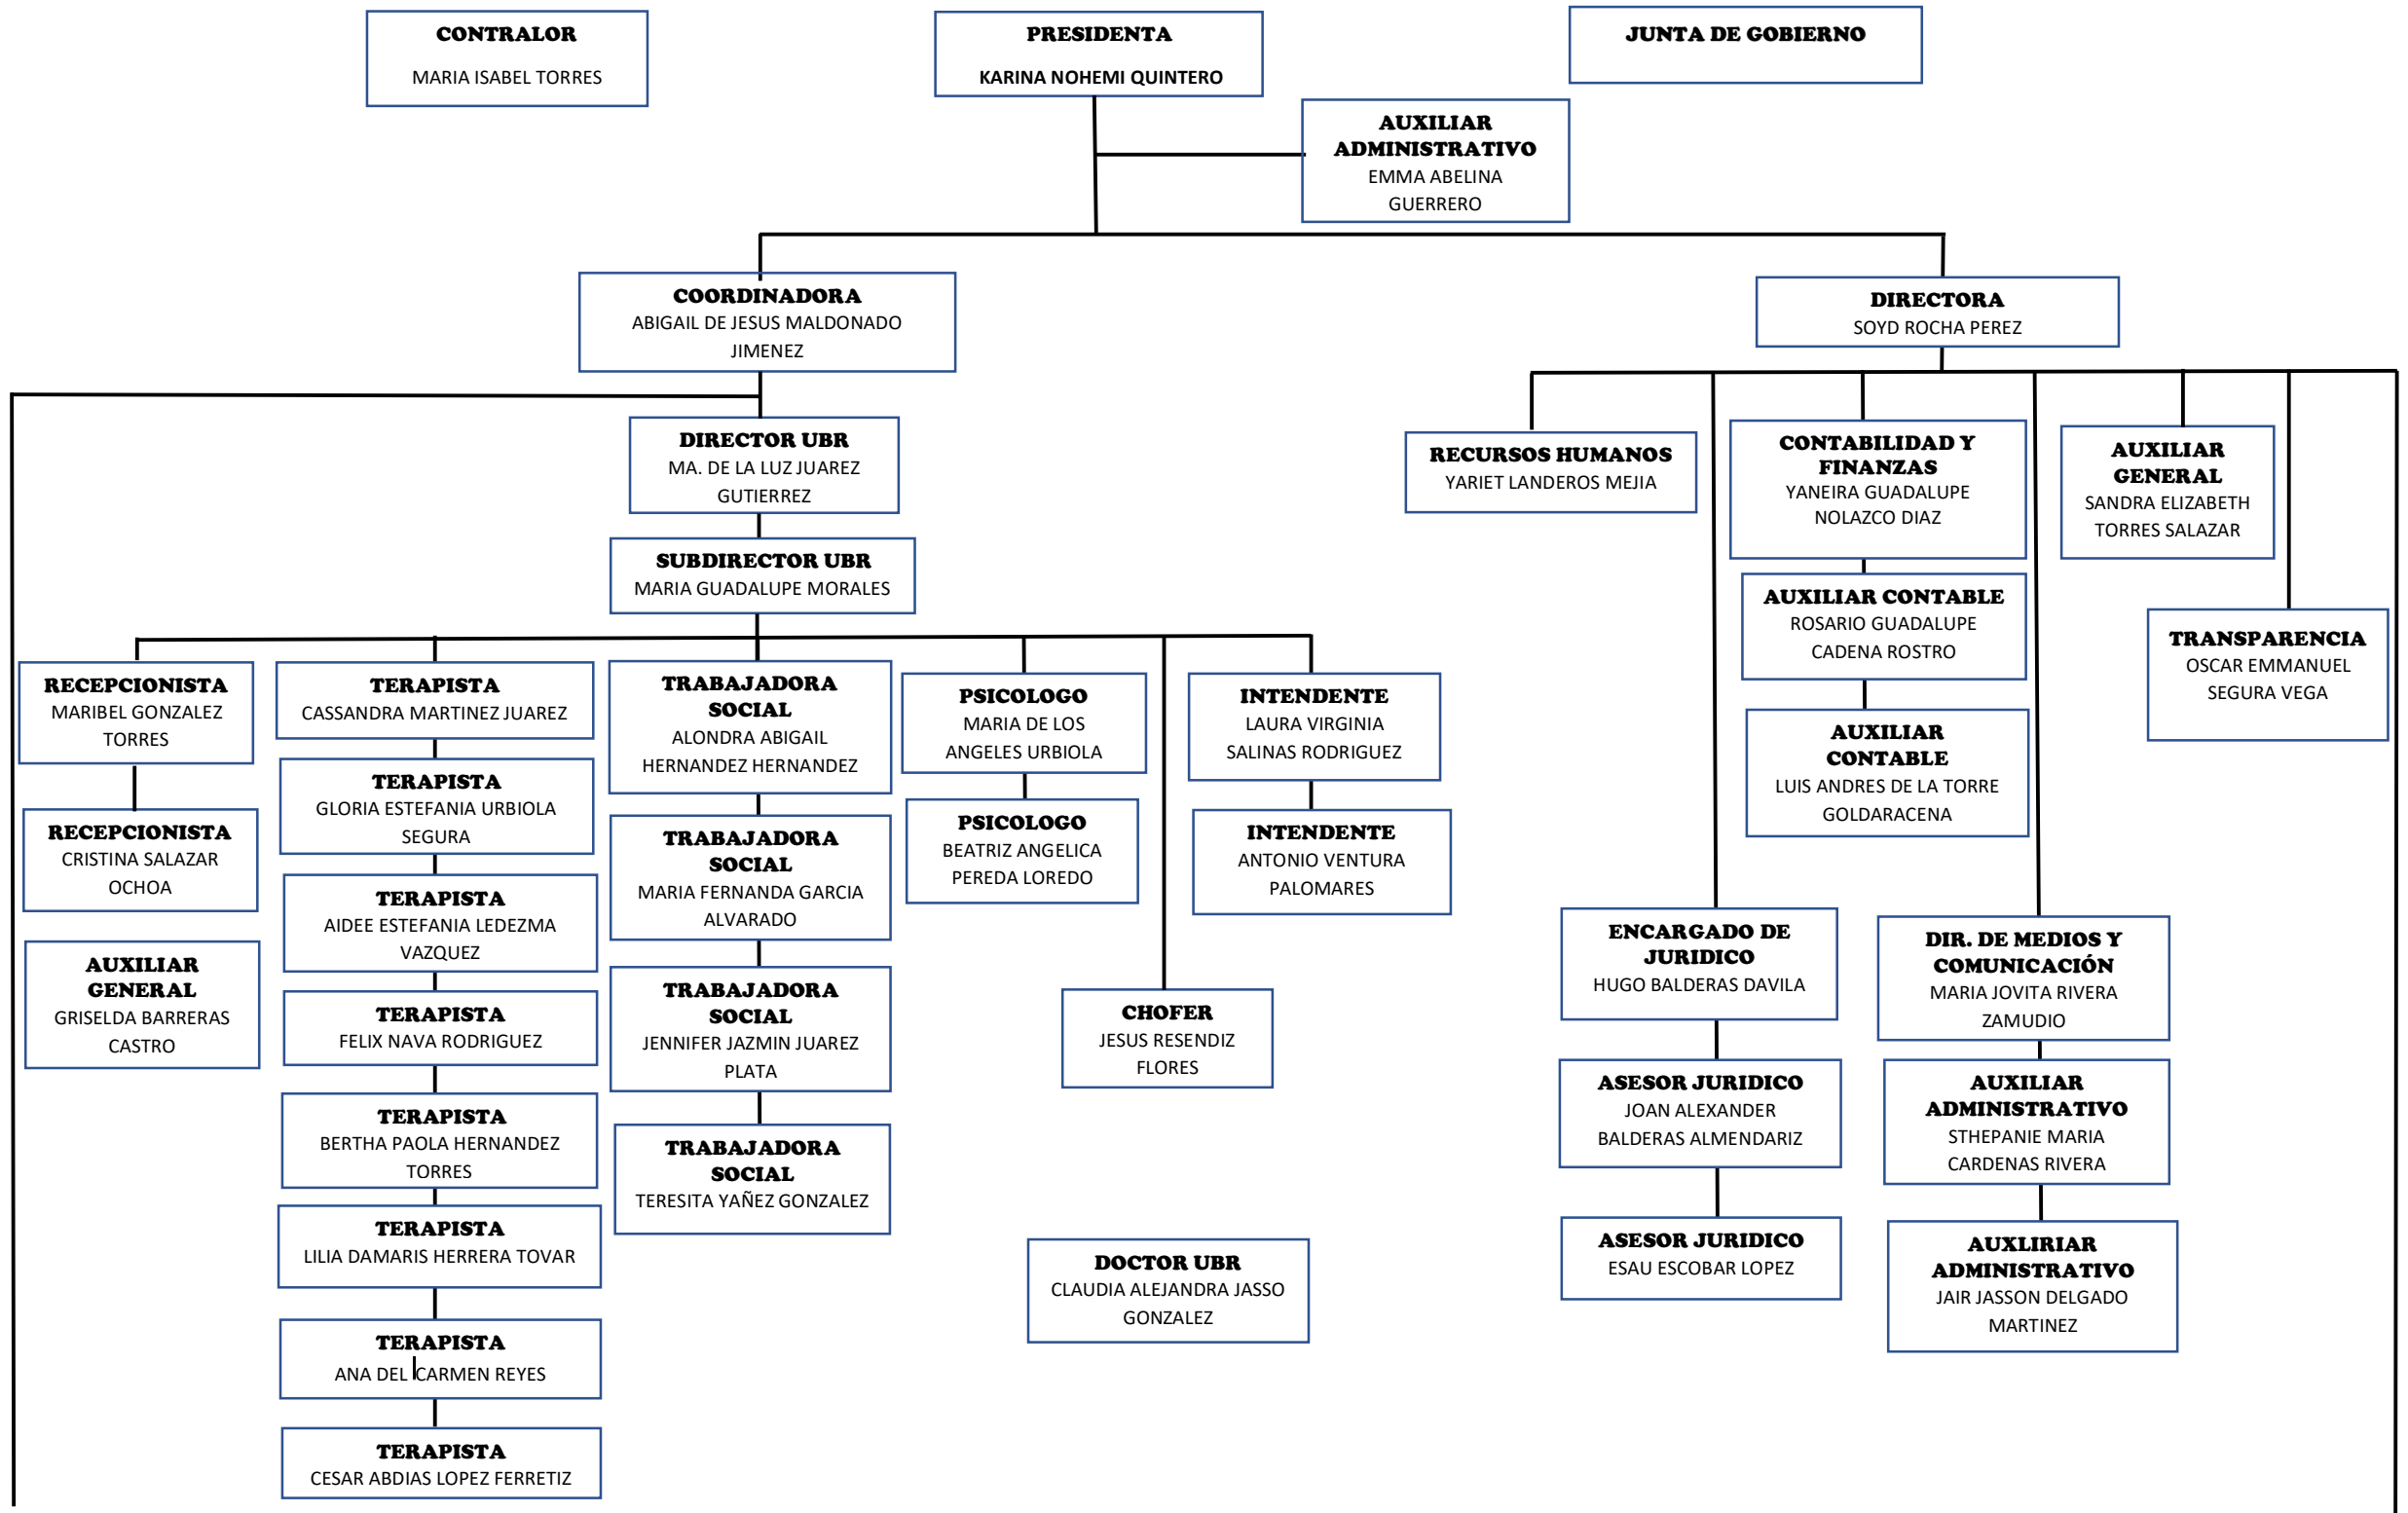 CONTRALOR
MARIA ISABEL TORRES
PRESIDENTA
KARINA NOHEMI QUINTERO
JUNTA DE GOBIERNO
AUXILIAR
ADMINISTRATIVO
EMMA ABELINA
GUERRERO
COORDINADORA
ABIGAIL DE JESUS MALDONADO
JIMENEZ
DIRECTORA
SOYD ROCHA PEREZ
DIRECTOR UBR
MA. DE LA LUZ JUAREZ
GUTIERREZ
SUBDIRECTOR UBR
MARIA GUADALUPE MORALES
RECURSOS HUMANOS
YARIET LANDEROS MEJIA
CONTABILIDAD Y
FINANZAS
YANEIRA GUADALUPE
NOLAZCO DIAZ
AUXILIAR
GENERAL
SANDRA ELIZABETH
TORRES SALAZAR
AUXILIAR CONTABLE
ROSARIO GUADALUPE
CADENA ROSTRO
TRANSPARENCIA
OSCAR EMMANUEL
SEGURA VEGA
AUXILIAR
CONTABLE
LUIS ANDRES DE LA TORRE
GOLDARACENA
RECEPCIONISTA
MARIBEL GONZALEZ
TORRES
RECEPCIONISTA
CRISTINA SALAZAR
OCHOA
AUXILIAR
GENERAL
GRISELDA BARRERAS
CASTRO
TERAPISTA
CASSANDRA MARTINEZ JUAREZ
TERAPISTA
GLORIA ESTEFANIA URBIOLA
SEGURA
TERAPISTA
AIDEE ESTEFANIA LEDEZMA
VAZQUEZ
TERAPISTA
FELIX NAVA RODRIGUEZ
TERAPISTA
BERTHA PAOLA HERNANDEZ
TORRES
TERAPISTA
LILIA DAMARIS HERRERA TOVAR
TERAPISTA
ANA DEL CARMEN REYES
TERAPISTA
CESAR ABDIAS LOPEZ FERRETIZ
TRABAJADORA
SOCIAL
ALONDRA ABIGAIL
HERNANDEZ HERNANDEZ
TRABAJADORA
SOCIAL
MARIA FERNANDA GARCIA
ALVARADO
TRABAJADORA
SOCIAL
JENNIFER JAZMIN JUAREZ
PLATA
TRABAJADORA
SOCIAL
TERESITA YAÑEZ GONZALEZ
PSICOLOGO
MARIA DE LOS
ANGELES URBIOLA
PSICOLOGO
BEATRIZ ANGELICA
PEREDA LOREDO
INTENDENTE
LAURA VIRGINIA
SALINAS RODRIGUEZ
INTENDENTE
ANTONIO VENTURA
PALOMARES
CHOFER
JESUS RESENDIZ
FLORES
DOCTOR UBR
CLAUDIA ALEJANDRA JASSO
GONZALEZ
ENCARGADO DE
JURIDICO
HUGO BALDERAS DAVILA
ASESOR JURIDICO
JOAN ALEXANDER
BALDERAS ALMENDARIZ
ASESOR JURIDICO
ESAU ESCOBAR LOPEZ
DIR. DE MEDIOS Y
COMUNICACIÓN
MARIA JOVITA RIVERA
ZAMUDIO
AUXILIAR
ADMINISTRATIVO
STHEPANIE MARIA
CARDENAS RIVERA
AUXLIRIAR
ADMINISTRATIVO
JAIR JASSON DELGADO
MARTINEZ